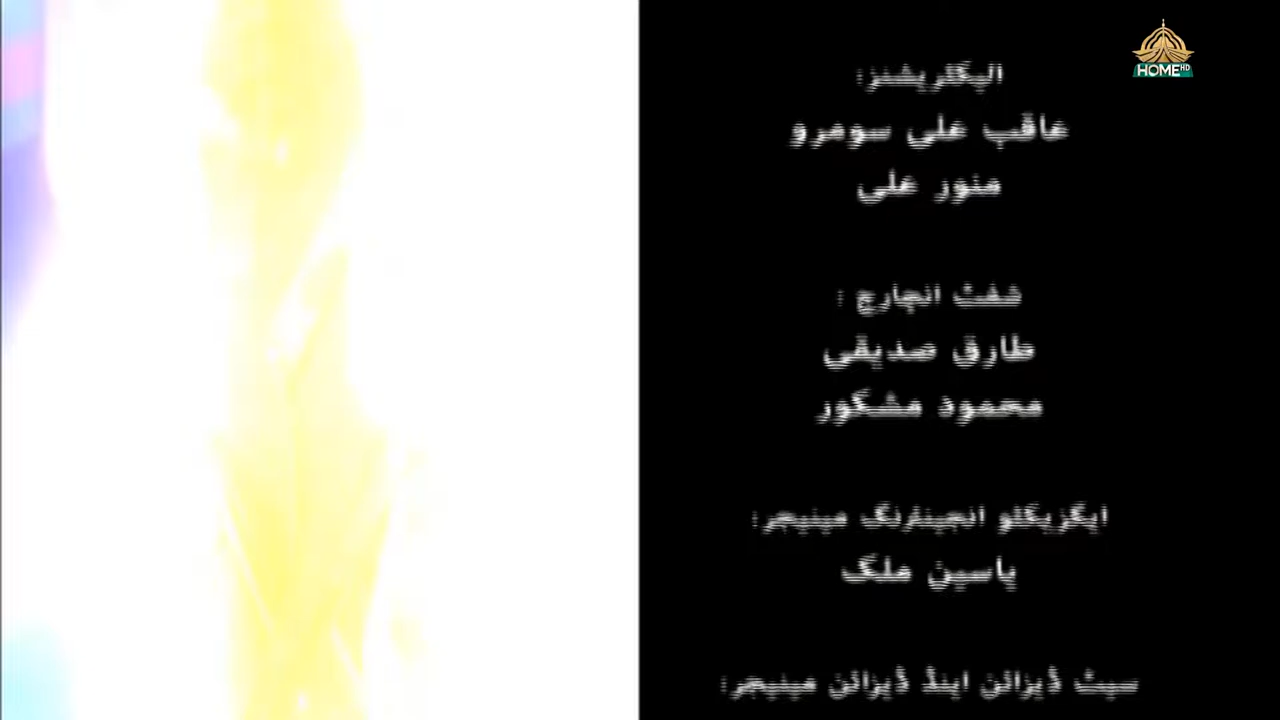 HOME HD
الیکٹریشنز:
عاقب علی سومرو
منور علی
شفٹ انچارج :
طارق صدیقی
محمود مشکور
ایگزیکٹو انجینئرنگ مینیجر:
یاسین ملک
سیٹ ڈیزائن اینڈ ڈیزائن مینیجر: